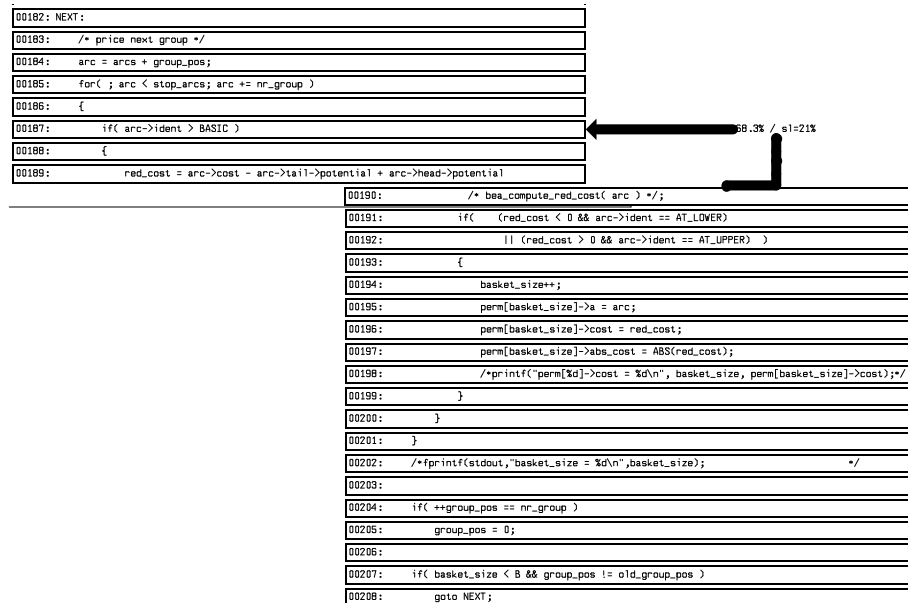 00182: NEXT:
00183: /* price next group */
00184: arc = arcs + group_pos;
00185: for( ; arc < stop_arcs; arc += nr_group )
00186: {
00187: if( arc->ident > BASIC )
68.3% / sl=21%
00188: {
00189: red_cost = arc->cost - arc->tail->potential + arc->head->potential
00190: /* bea_compute_red_cost( arc ) */;
00191: if( (red_cost < 0 && arc->ident == AT_LOWER)
00192: || (red_cost > 0 && arc->ident == AT_UPPER) )
00193: {
00194: basket_size++;
00195: perm[basket_size]->a = arc;
00196: perm[basket_size]->cost = red_cost;
00197: perm[basket_size]->abs_cost = ABS(red_cost);
00198: /*printf("perm[%d]->cost = %d\n", basket_size, perm[basket_size]->cost);*/
00199: }
00200: }
00201: }
00202: /*fprintf(stdout,"basket_size = %d\n",basket_size); */
00203:
00204: if( ++group_pos == nr_group )
00205: group_pos = 0;
00206:
00207: if( basket_size < B && group_pos != old_group_pos )
00208: goto NEXT;